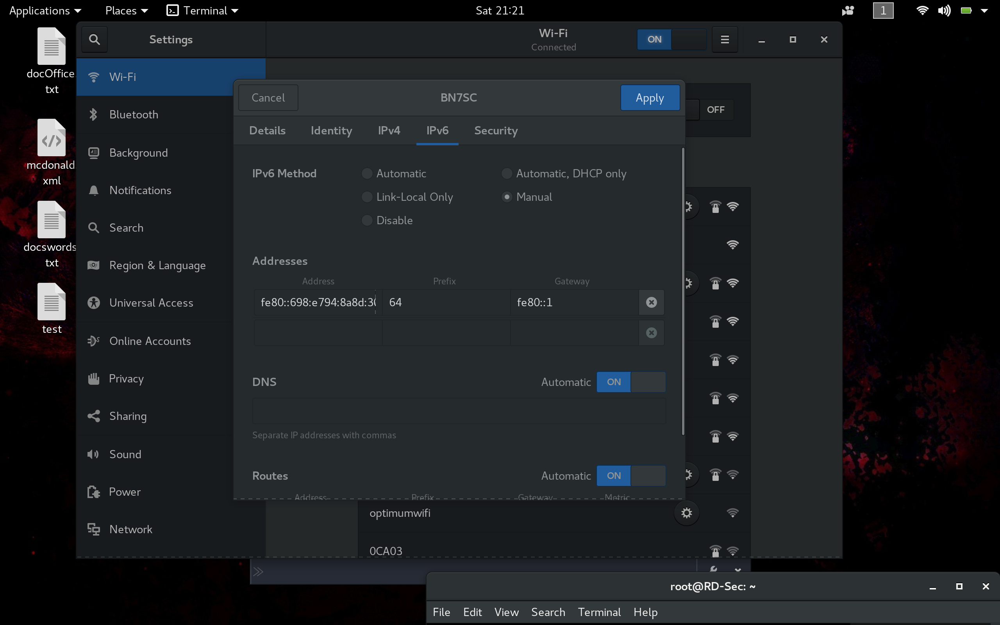 Applications Places Terminal Sat 21:21 1
docOffice.
txt
mcdonald.
xml
docswords
txt
test
Settings
Wi-Fi
Connected
ON
Wi-Fi
Bluetooth
Background
Notifications
Search
Region & Language
Universal Access
Online Accounts
Privacy
Sharing
Sound
Power
Network
OFF
Cancel BN7SC Apply
Details Identity IPv4 IPv6 Security
IPv6 Method Automatic Automatic, DHCP only
Link-Local Only Manual
Disable
Addresses
Address Prefix Gateway
fe80::698:e794:8a8d:30 64 fe80::1
DNS Automatic ON
Separate IP addresses with commas
Routes Automatic ON
Address Prefix Gateway Metric
optimumwifi
0CA03
root@RD-Sec: ~
File Edit View Search Terminal Help